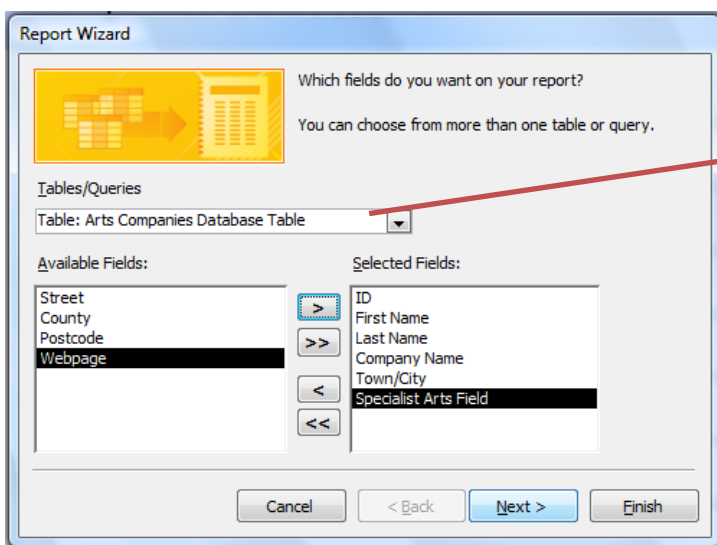 Report Wizard
Which fields do you want on your report?
You can choose from more than one table or query.
Tables/Queries
Table: Arts Companies Database Table
Available Fields:
Selected Fields:
Street
County
Postcode
Webpage
>
>>
<
<<
ID
First Name
Last Name
Company Name
Town/City
Specialist Arts Field
Cancel
< Back
Next >
Finish